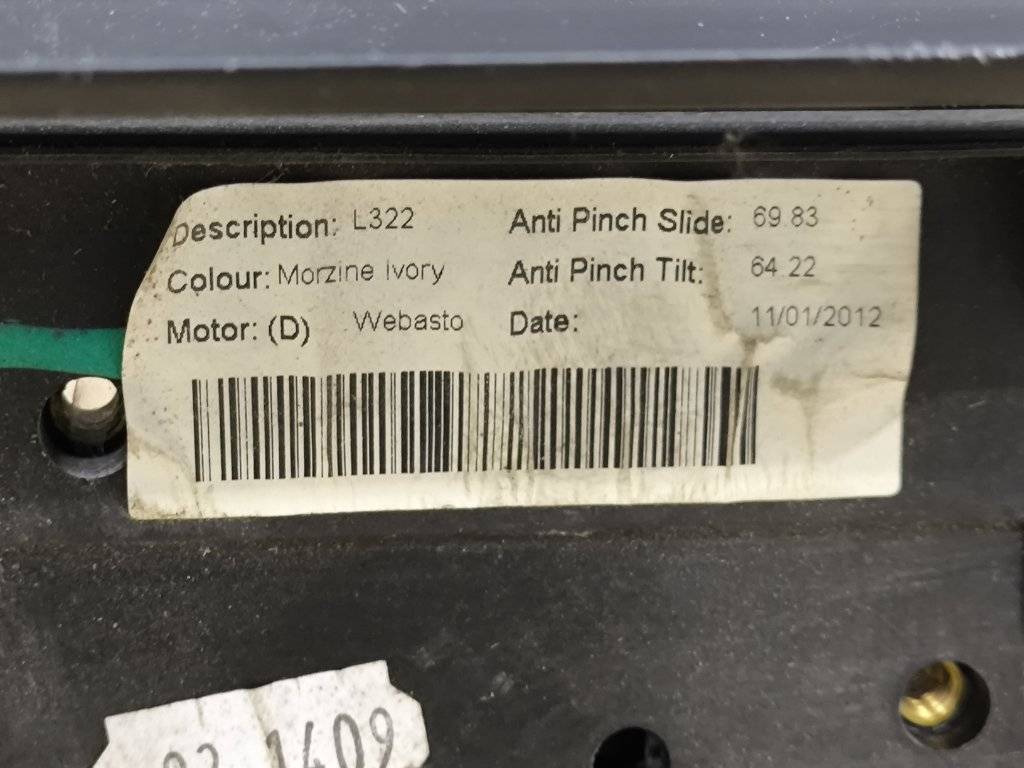 Description: L322 Anti Pinch Slide: 69.83
Colour: Morzine Ivory Anti Pinch Tilt: 64.22
Motor: (D) Webasto Date: 11/01/2012
1409